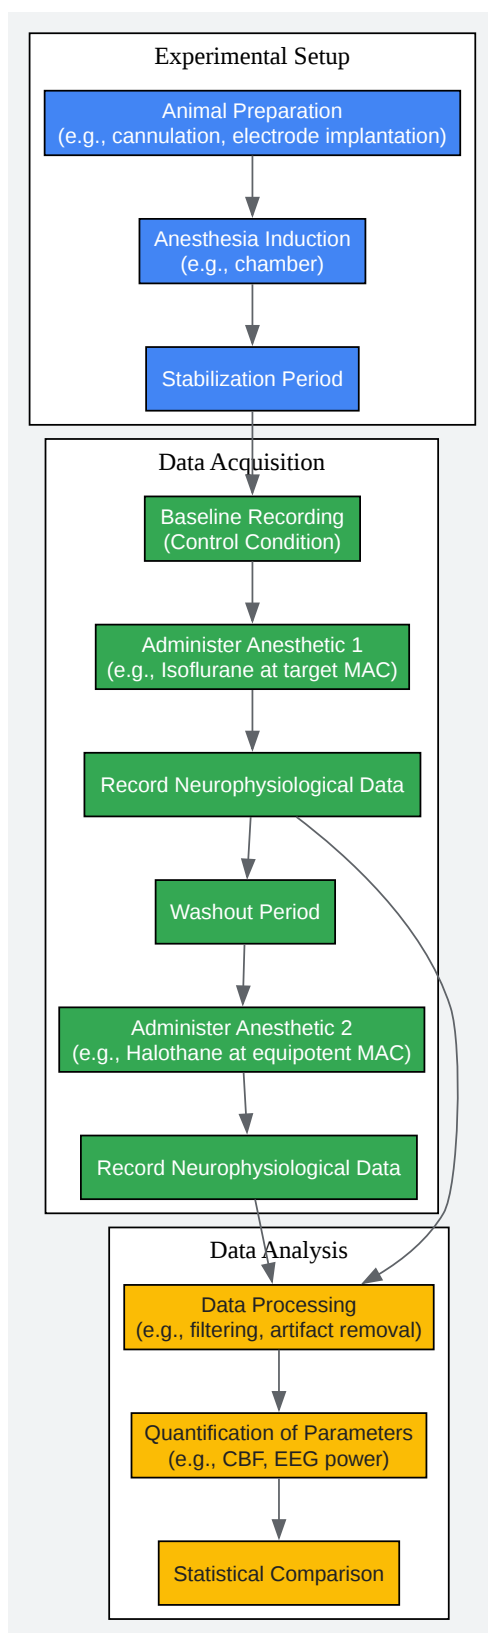 Experimental Setup
Animal Preparation
(e.g., cannulation, electrode implantation)
Anesthesia Induction
(e.g., chamber)
Stabilization Period
Data Acquisition
Baseline Recording
(Control Condition)
Administer Anesthetic 1
(e.g., Isoflurane at target MAC)
Record Neurophysiological Data
Washout Period
Administer Anesthetic 2
(e.g., Halothane at equipotent MAC)
Record Neurophysiological Data
Data Analysis
Data Processing
(e.g., filtering, artifact removal)
Quantification of Parameters
(e.g., CBF, EEG power)
Statistical Comparison